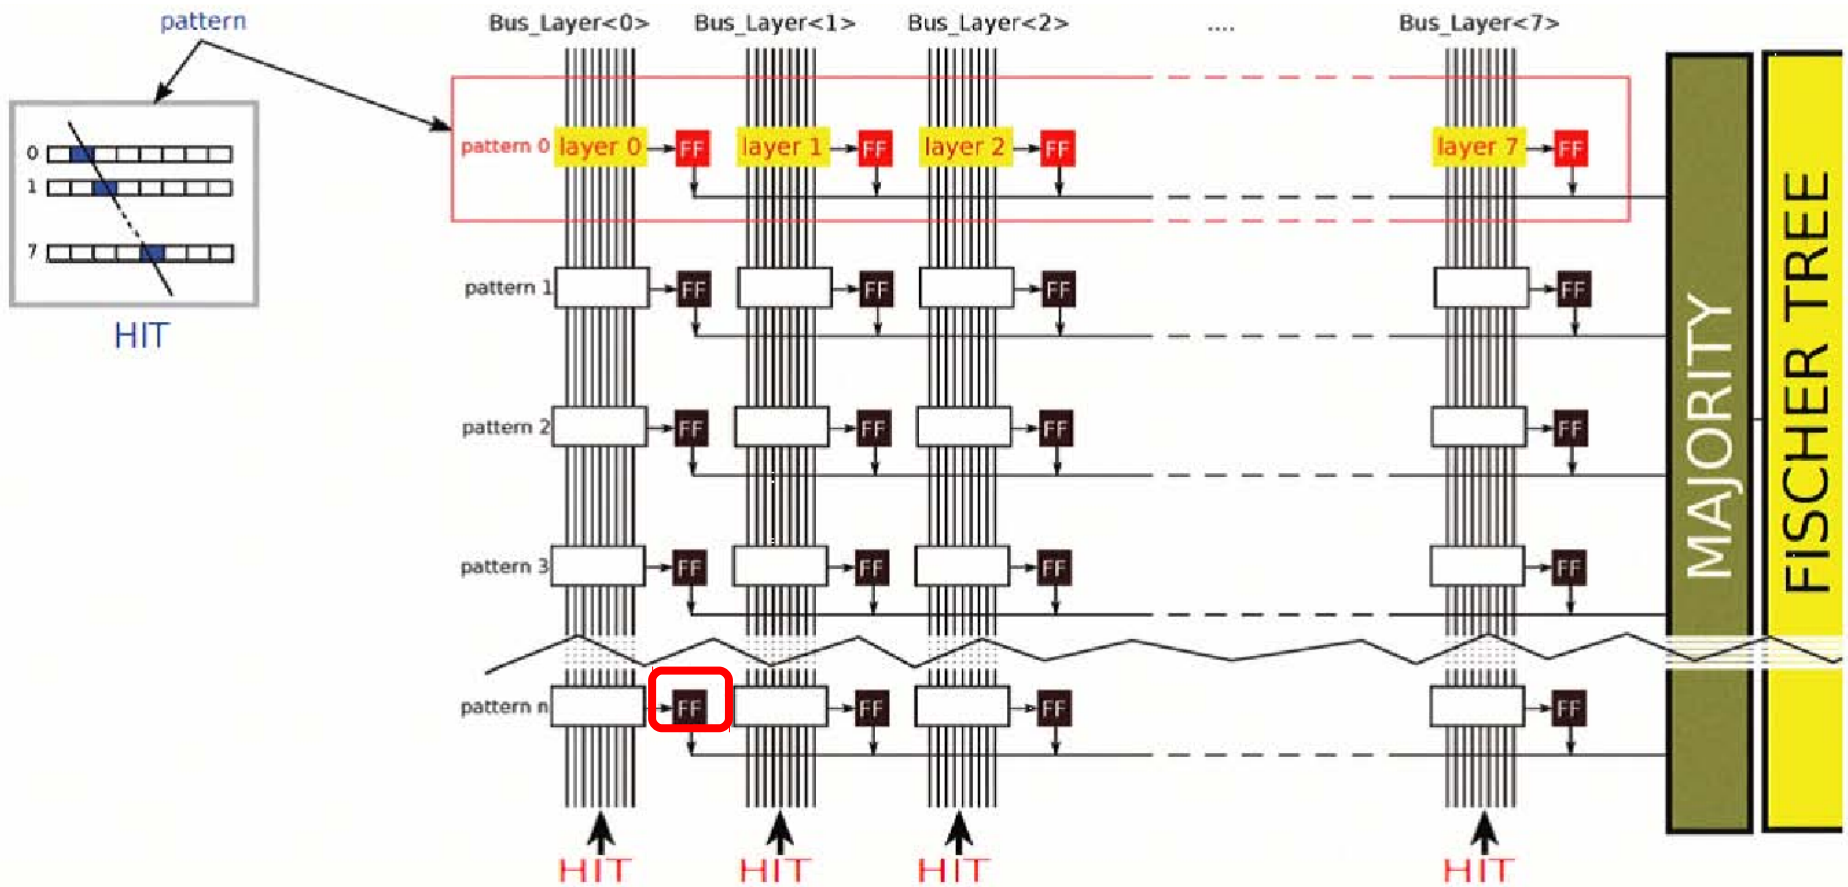 pattern
Bus_Layer<0> Bus_Layer<1> Bus_Layer<2> .... Bus_Layer<7>
0
1
7
HIT
pattern 0 layer 0 FF layer 1 FF layer 2 FF layer 7 FF
pattern 1 FF FF FF FF
pattern 2 FF FF FF FF
pattern 3 FF FF FF FF
pattern n FF FF FF FF
HIT HIT HIT HIT
MAJORITY
FISCHER TREE